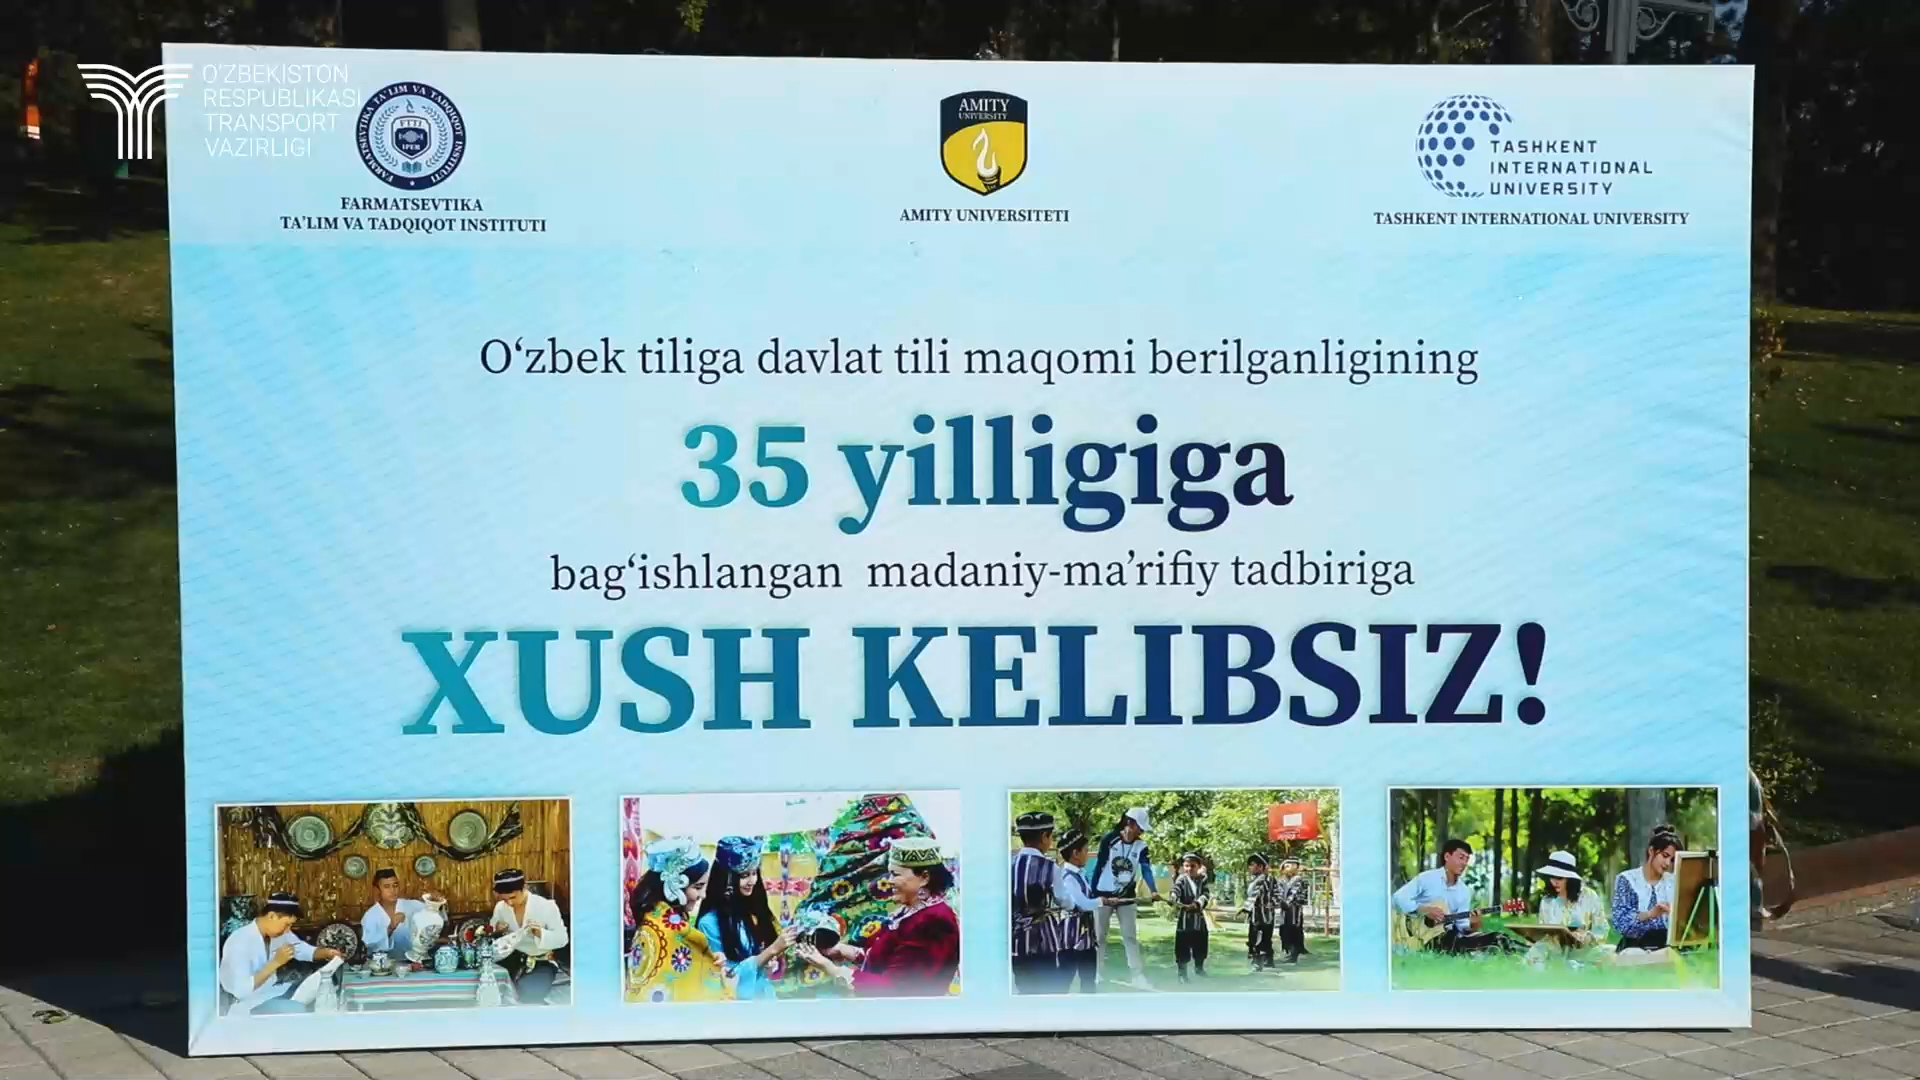 O'ZBEKISTON
RESPUBLIKASI
TRANSPORT
VAZIRLIGI
FARMATSEVTIKA TA'LIM VA TADQIQOT INSTITUTI
FTTI
IPER
FARMATSEVTIKA
TA'LIM VA TADQIQOT INSTITUTI
AMITY
UNIVERSITY
AMITY UNIVERSITETI
TASHKENT
INTERNATIONAL
UNIVERSITY
TASHKENT INTERNATIONAL UNIVERSITY
O‘zbek tiliga davlat tili maqomi berilganligining
35 yilligiga
bag‘ishlangan madaniy-ma’rifiy tadbiriga
XUSH KELIBSIZ!